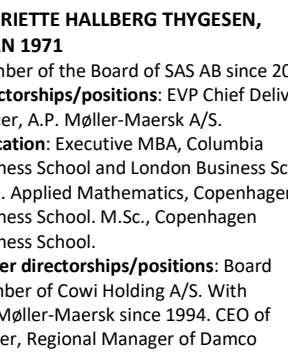 RIETTE HALLBERG THYGESEN,
N 1971
ber of the Board of SAS AB since 20
ctorships/positions: EVP Chief Deliv
er, A.P. Møller-Maersk A/S.
cation: Executive MBA, Columbia
ness School and London Business Sc
. Applied Mathematics, Copenhage
ness School. M.Sc., Copenhagen
ness School.
er directorships/positions: Board
ber of Cowi Holding A/S. With
Møller-Maersk since 1994. CEO of
er, Regional Manager of Damco